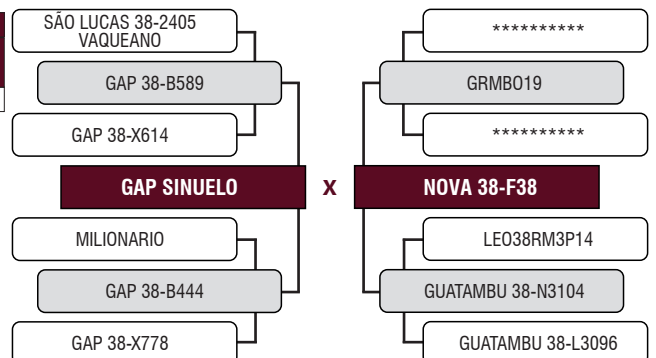 SÃO LUCAS 38-2405
VAQUEANO
GAP 38-B589
GAP 38-X614
GAP SINUELO
MILIONARIO
GAP 38-B444
GAP 38-X778
X
**********
GRMBO19
**********
NOVA 38-F38
LEO38RM3P14
GUATAMBU 38-N3104
GUATAMBU 38-L3096